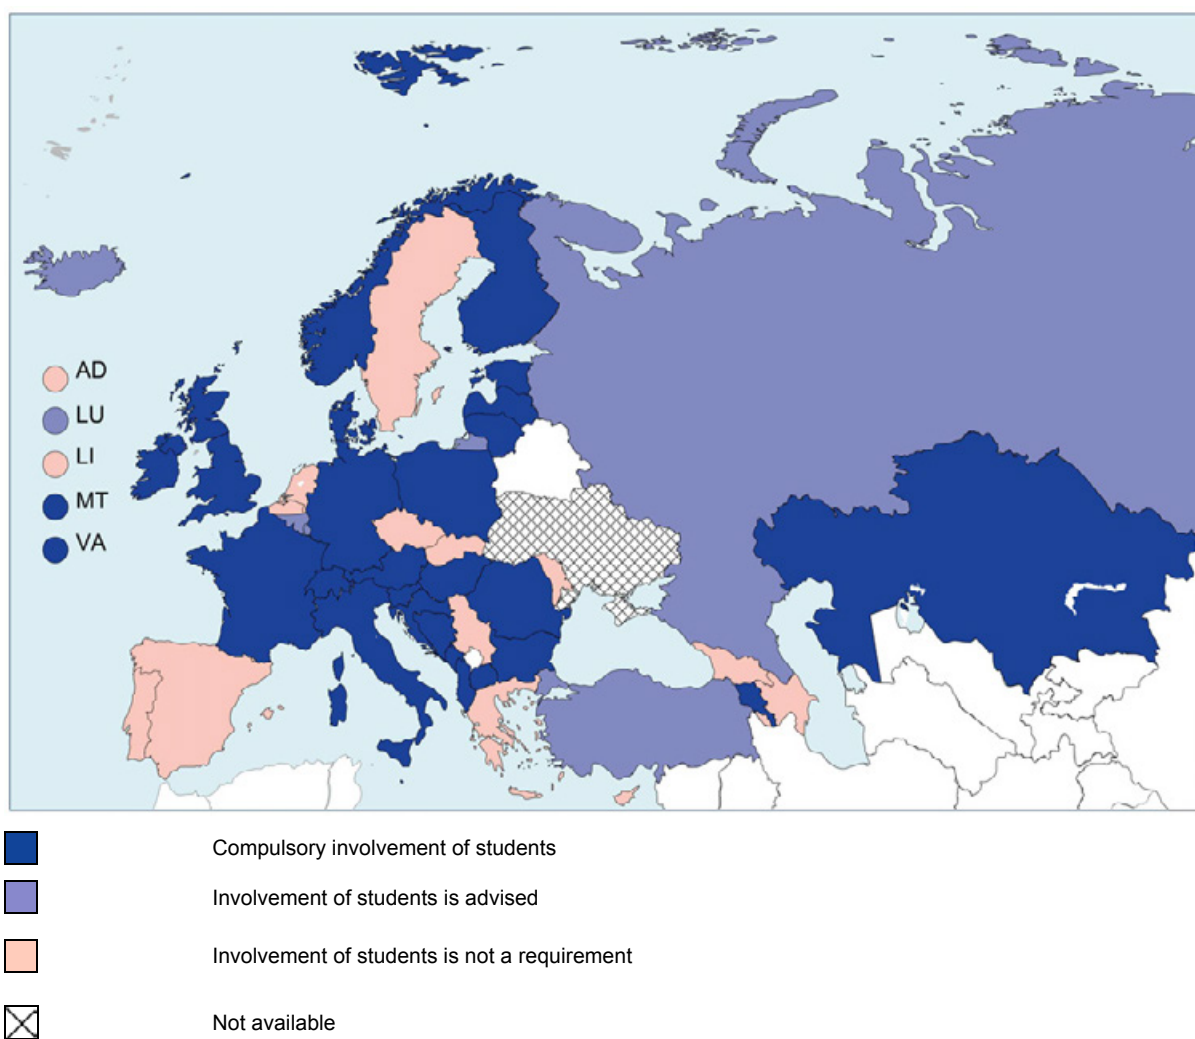 AD
LU
LI
MT
VA
Compulsory involvement of students
Involvement of students is advised
Involvement of students is not a requirement
Not available